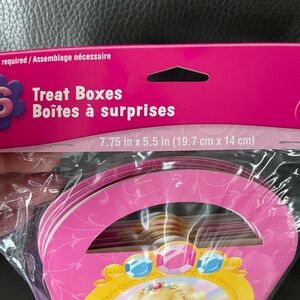 required / Assemblage nécessaire
Treat Boxes
Boîtes à surprises
7.75 in x 5.5 in (19.7 cm x 14 cm)